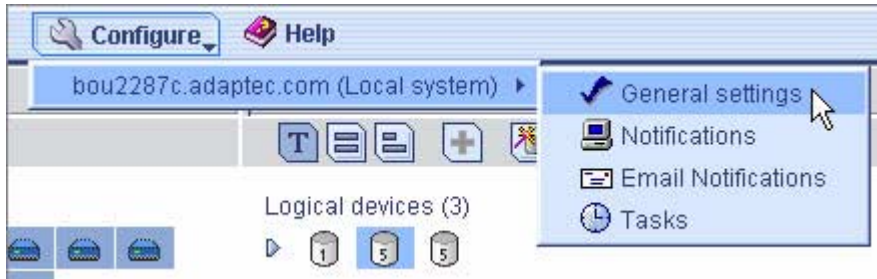 Configure Help
bou2287c.adaptec.com (Local system)
General settings
Notifications
Email Notifications
Tasks
T
Logical devices (3)
1 5 5